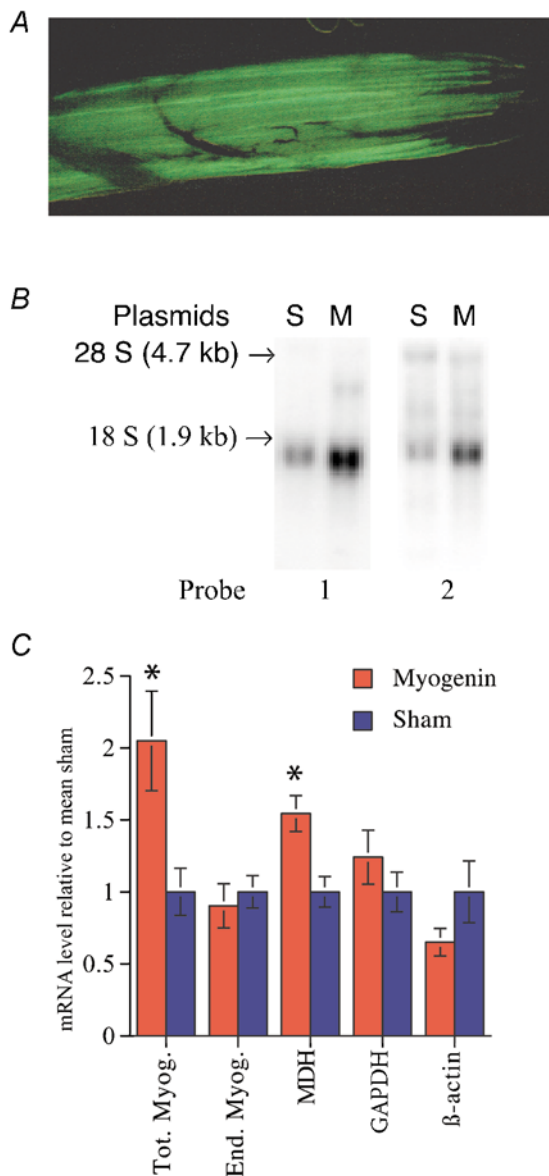 A
B
Plasmids S M S M
28 S (4.7 kb) →
18 S (1.9 kb) →
Probe 1 2
C
mRNA level relative to mean sham
2.5
2
1.5
1
0.5
0
* *
Myogenin
Sham
Tot. Myog.
End. Myog.
MDH
GAPDH
ß-actin